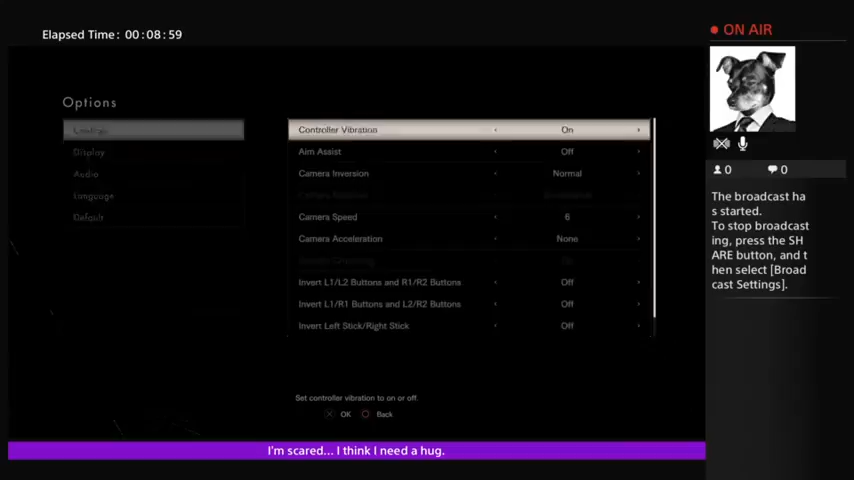 Elapsed Time: 00:08:59
ON AIR
Options
Controller Vibration On
Display
Aim Assist Off
Audio
Camera Inversion Normal
Language
Default
Camera Speed 6
Camera Acceleration None
Invert L1/L2 Buttons and R1/R2 Buttons Off
Invert L1/R1 Buttons and L2/R2 Buttons Off
Invert Left Stick/Right Stick Off
Set controller vibration to on or off.
OK Back
I'm scared... I think I need a hug.
0 0
The broadcast ha
s started.
To stop broadcast
ing, press the SH
ARE button, and t
hen select [Broad
cast Settings].